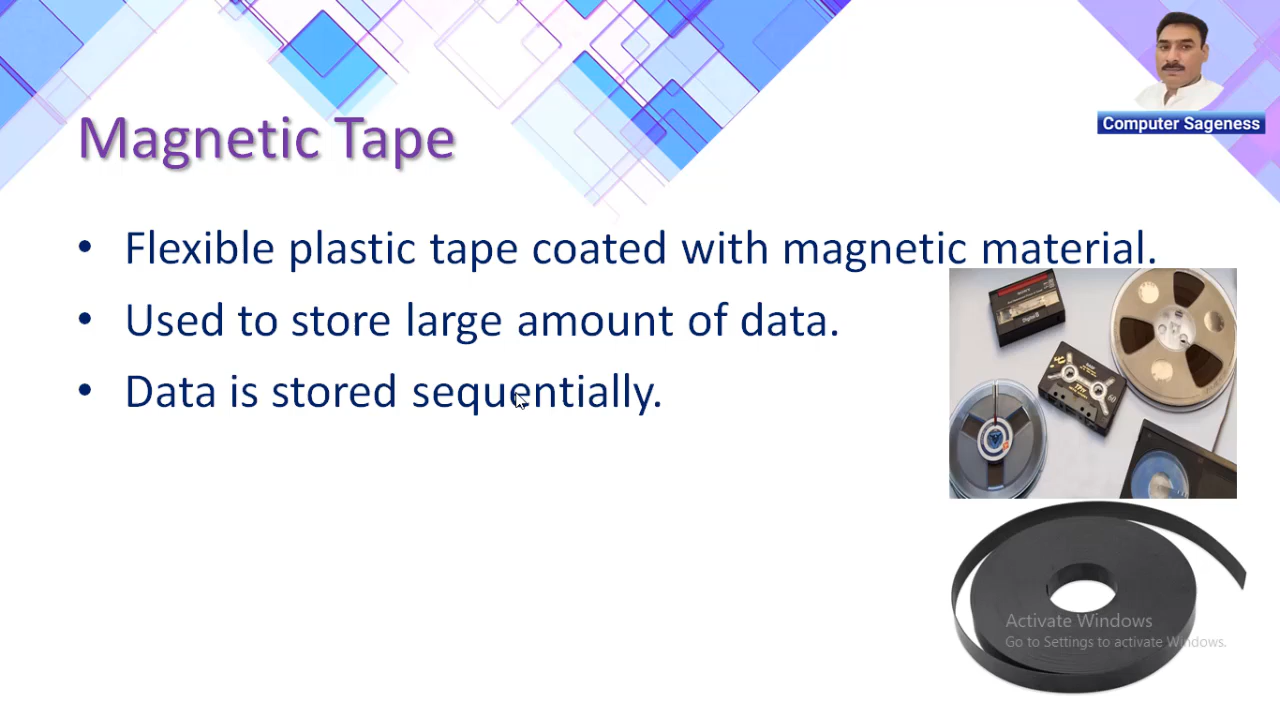 Computer Sageness
Magnetic Tape
• Flexible plastic tape coated with magnetic material.
• Used to store large amount of data.
• Data is stored sequentially.
Activate Windows
Go to Settings to activate Windows.